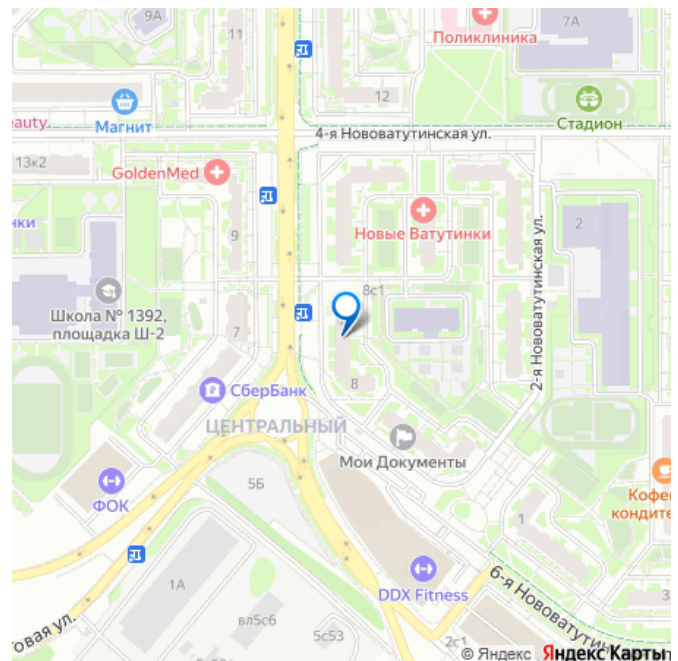 9А
11
7А
Поликлиника
12
eauty
Магнит
Стадион
4-я Нововатутинская ул.
13к2
GoldenMed
9
Новые Ватутинки
2
нки
2-я Нововатутинская ул.
8с1
Школа № 1392,
площадка Ш-2
7
8
СберБанк
ЦЕНТРАЛЬНЫЙ
Мои Документы
5Б
ФОК
Кофе
кондите
1
1А
DDX Fitness
6-я Нововатутин
вл5с6
5с53
2с1
3
овая ул.
© Яндекс Яндекс Карты